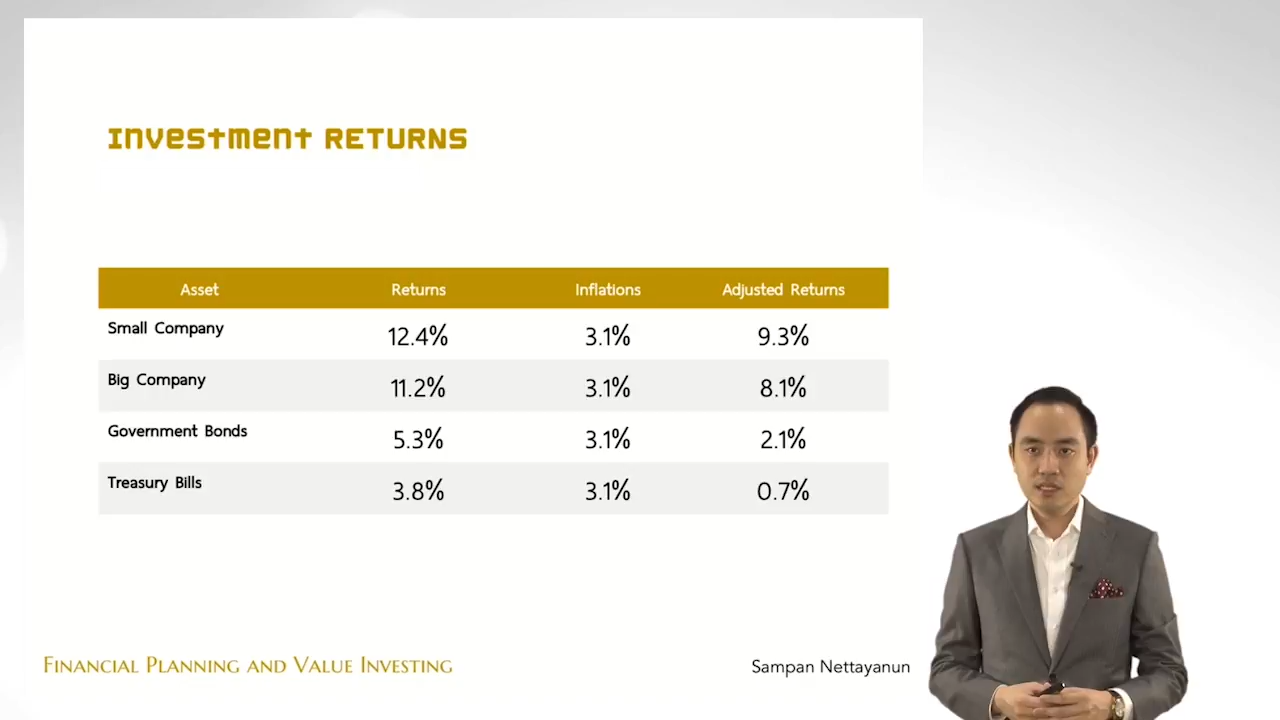 Investment RETURNS
Asset Returns Inflations Adjusted Returns
Small Company 12.4% 3.1% 9.3%
Big Company 11.2% 3.1% 8.1%
Government Bonds 5.3% 3.1% 2.1%
Treasury Bills 3.8% 3.1% 0.7%
Financial Planning and Value Investing
Sampan Nettayanun